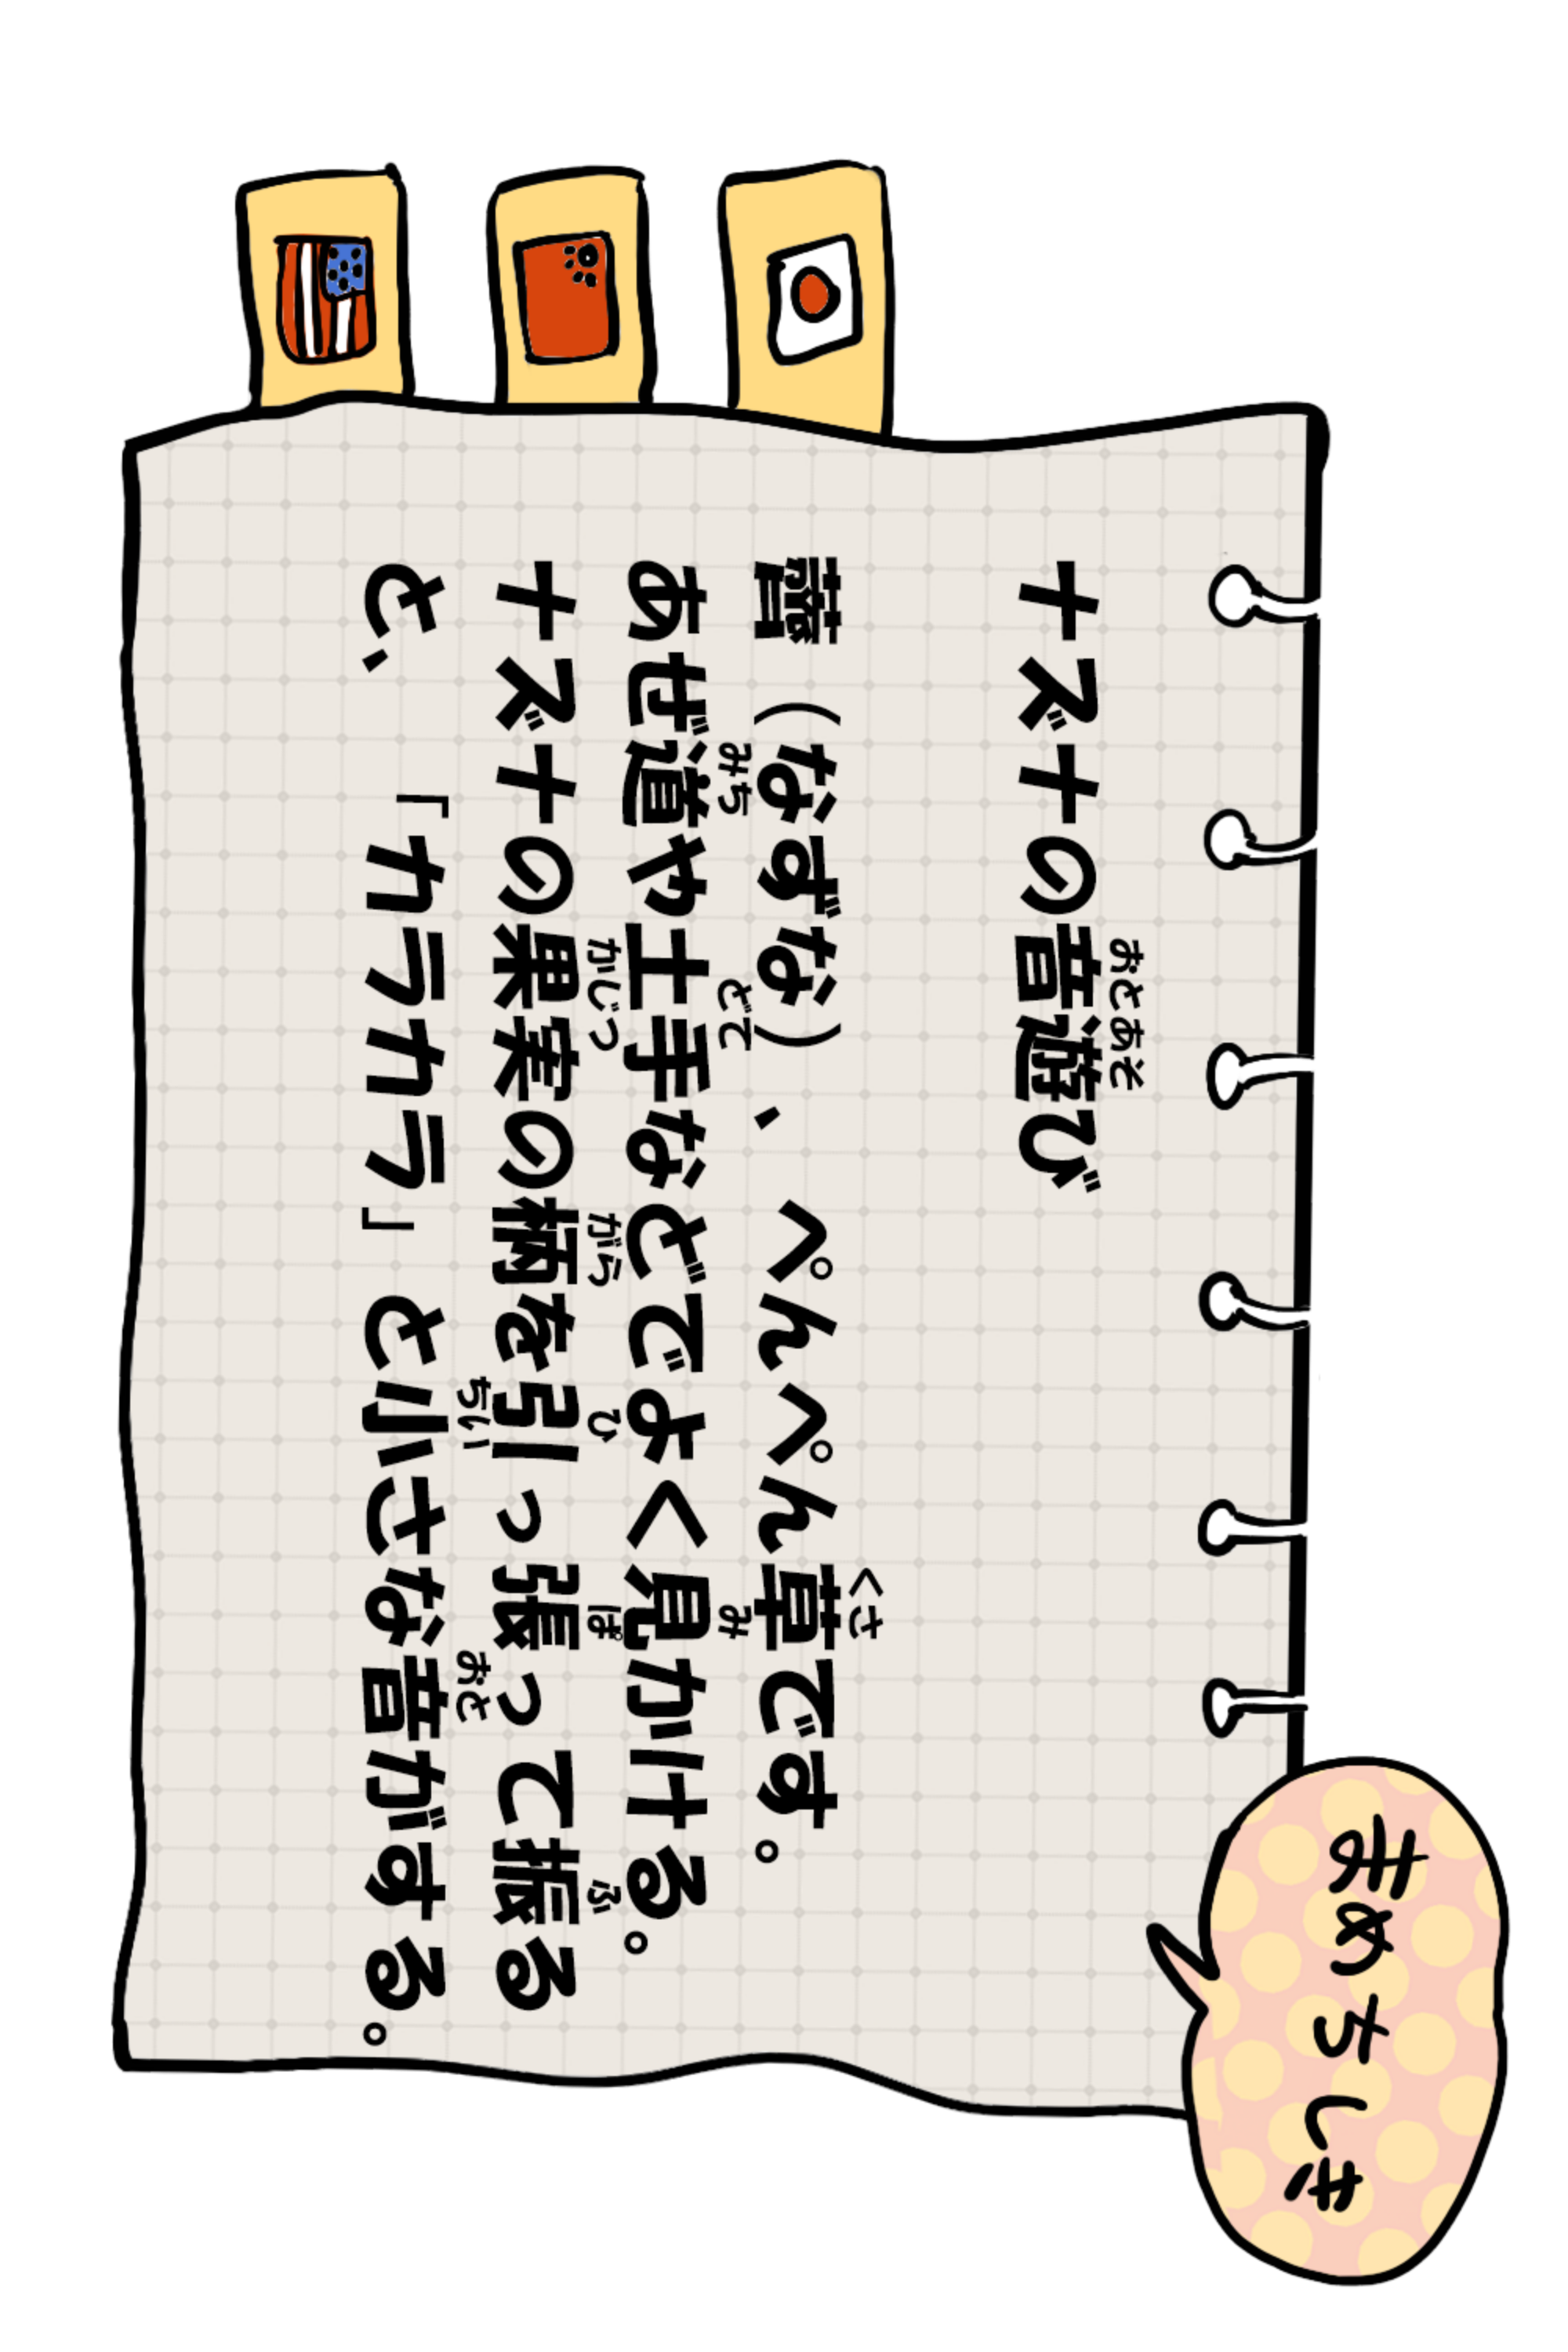 まめちしき
ナズナの音遊び
薺（なずな）、ぺんぺん草です。
あぜ道や土手などでよく見かける。
ナズナの果実の柄を引っ張って振る
と、「カラカラ」と小さな音がする。